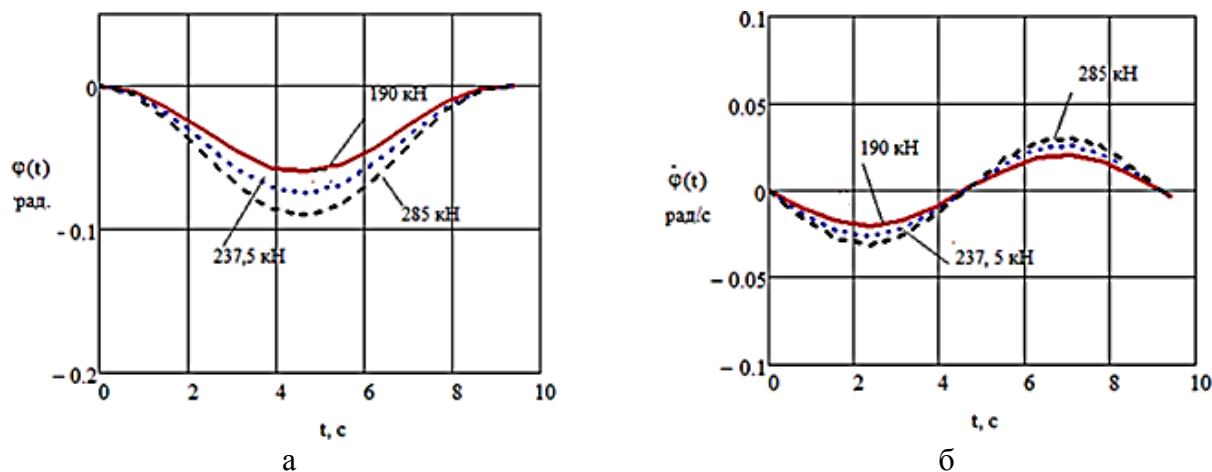 0
190 кН
φ(t)
рад.
285 кН
– 0.1
237,5 кН
– 0.2
0 2 4 6 8 10
t, с
а
0.1
285 кН
0.05
190 кН
φ̇(t)
0
рад/с
237, 5 кН
– 0.05
– 0.1
0 2 4 6 8 10
t, с
б